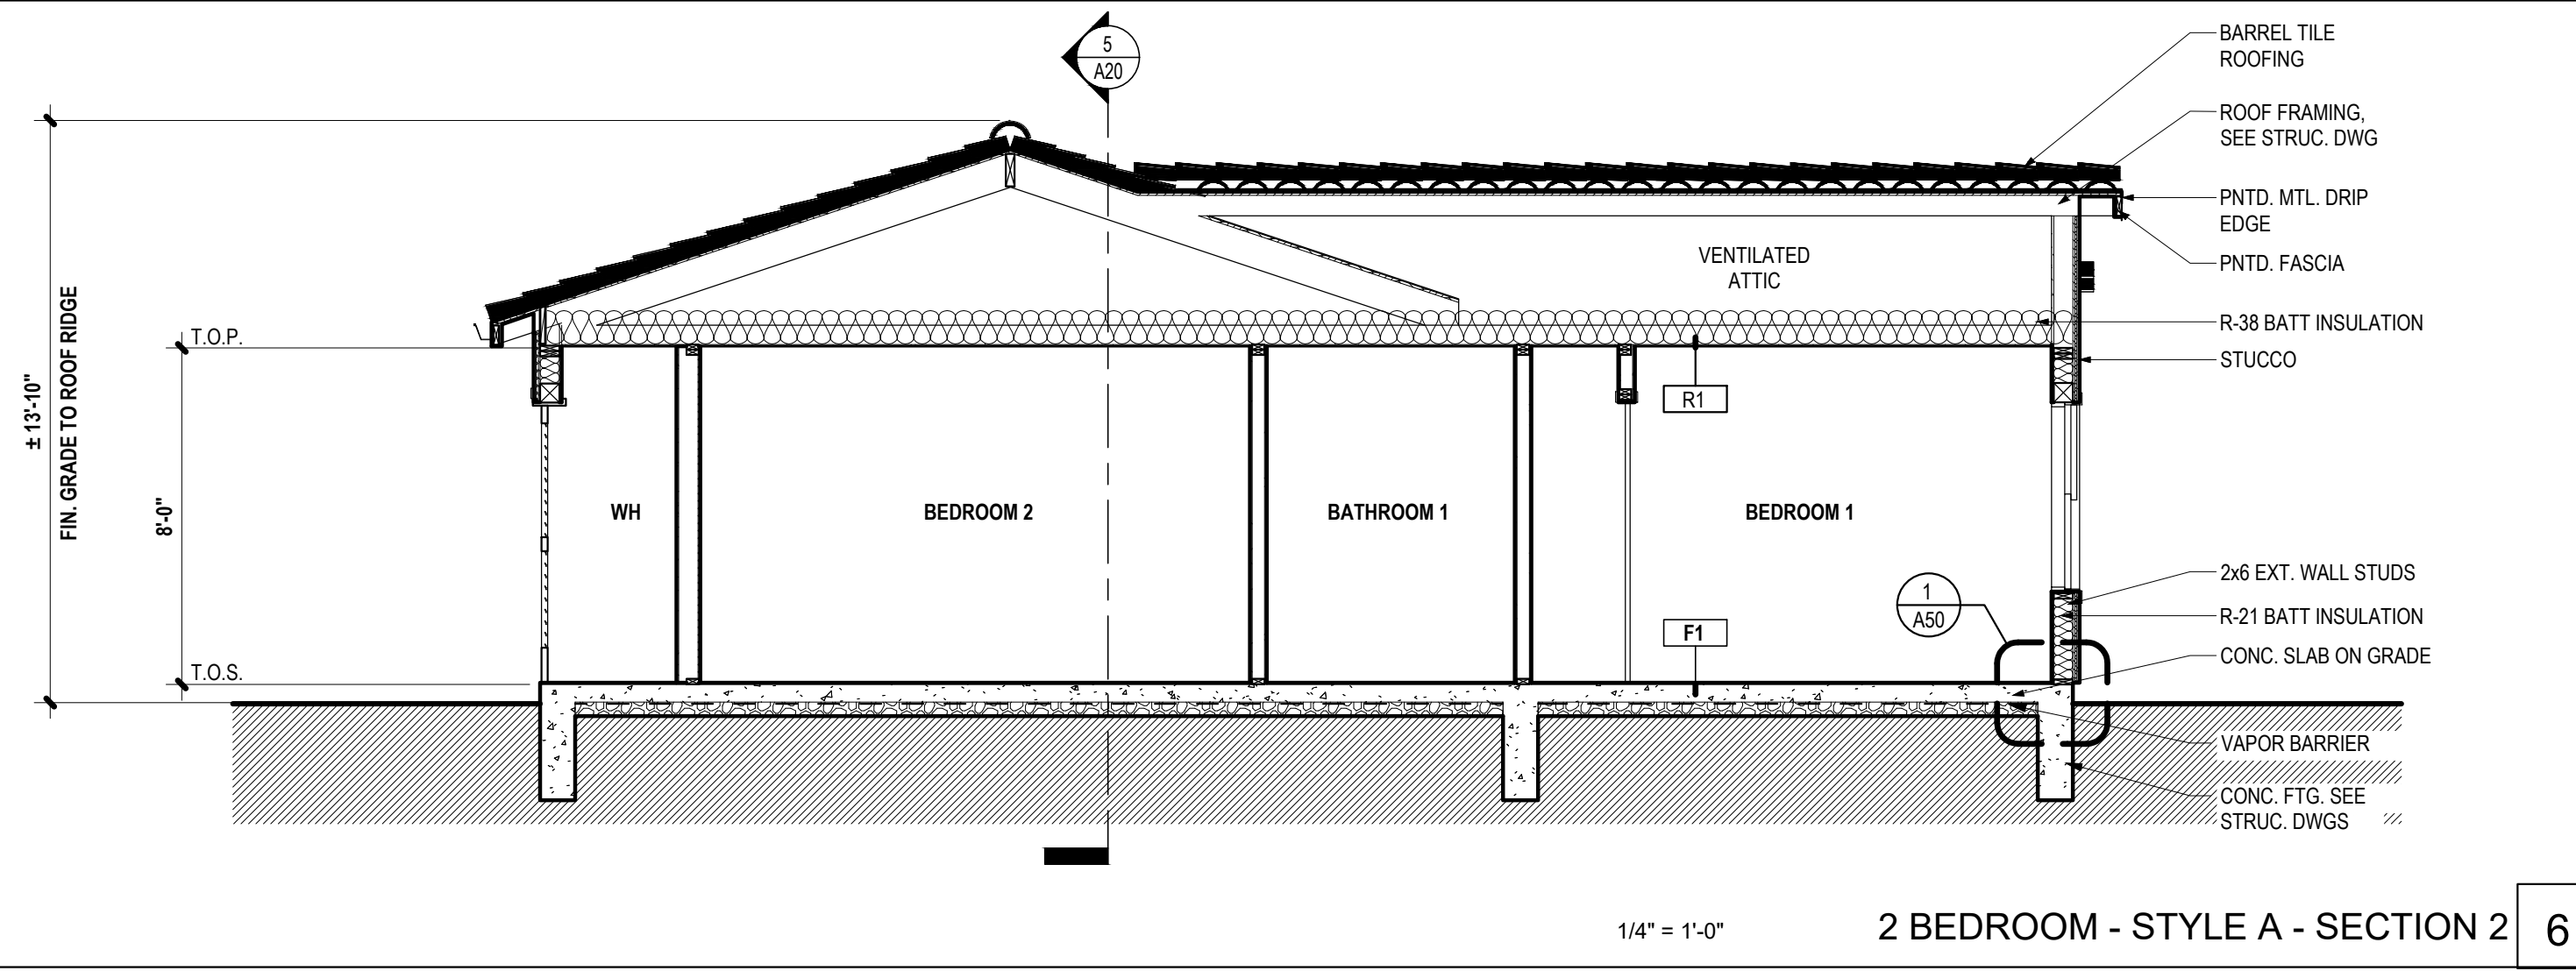 5
A20
BARREL TILE
ROOFING
ROOF FRAMING,
SEE STRUC. DWG
PNTD. MTL. DRIP
EDGE
PNTD. FASCIA
VENTILATED
ATTIC
R-38 BATT INSULATION
STUCCO
T.O.P.
± 13'-10"
FIN. GRADE TO ROOF RIDGE
8'-0"
R1
WH
BEDROOM 2
BATHROOM 1
BEDROOM 1
2x6 EXT. WALL STUDS
1
A50
R-21 BATT INSULATION
F1
CONC. SLAB ON GRADE
T.O.S.
VAPOR BARRIER
CONC. FTG. SEE
STRUC. DWGS
1/4" = 1'-0"
2 BEDROOM - STYLE A - SECTION 2
6